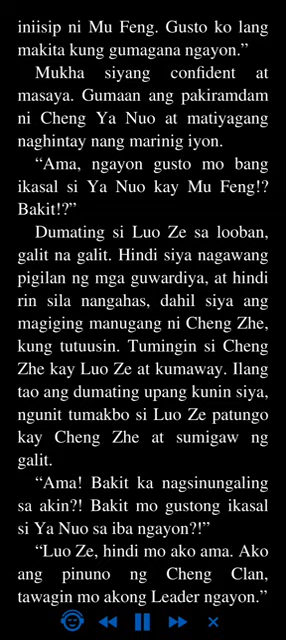 iniisip ni Mu Feng. Gusto ko lang
makita kung gumagana ngayon.”
Mukha siyang confident at
masaya. Gumaan ang pakiramdam
ni Cheng Ya Nuo at matiyagang
naghintay nang marinig iyon.
“Ama, ngayon gusto mo bang
ikasal si Ya Nuo kay Mu Feng!?
Bakit!?”
Dumating si Luo Ze sa looban,
galit na galit. Hindi siya nagawang
pigilan ng mga guwardiya, at hindi
rin sila nangahas, dahil siya ang
magiging manugang ni Cheng Zhe,
kung tutuusin. Tumingin si Cheng
Zhe kay Luo Ze at kumaway. Ilang
tao ang dumating upang kunin siya,
ngunit tumakbo si Luo Ze patungo
kay Cheng Zhe at sumigaw ng
galit.
“Ama! Bakit ka nagsinungaling
sa akin?! Bakit mo gustong ikasal
si Ya Nuo sa iba ngayon?!”
“Luo Ze, hindi mo ako ama. Ako
ang pinuno ng Cheng Clan,
tawagin mo akong Leader ngayon.”